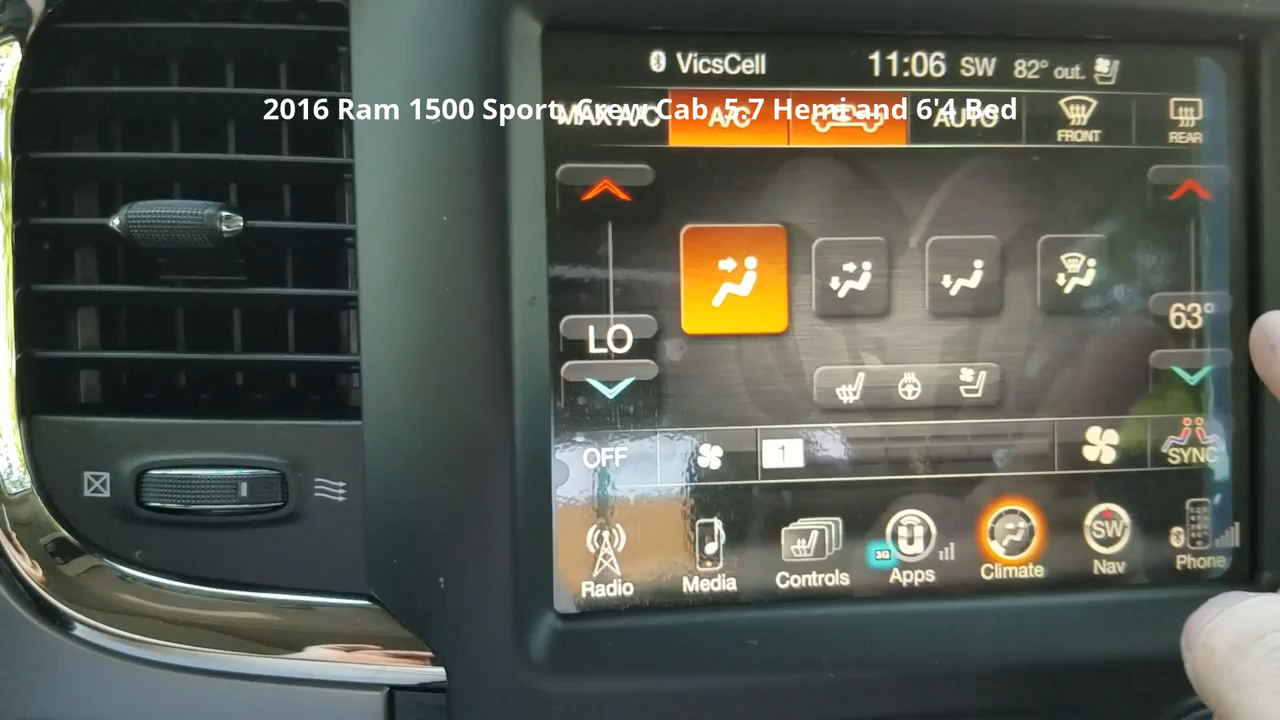 VicsCell 11:06 SW 82° out.
2016 Ram 1500 Sport, Crew Cab, 5.7 Hemi and 6'4 Bed
MAX A/C A/C AUTO FRONT REAR
LO 63°
OFF 1 SYNC
SW
3G
Radio Media Controls Apps Climate Nav Phone